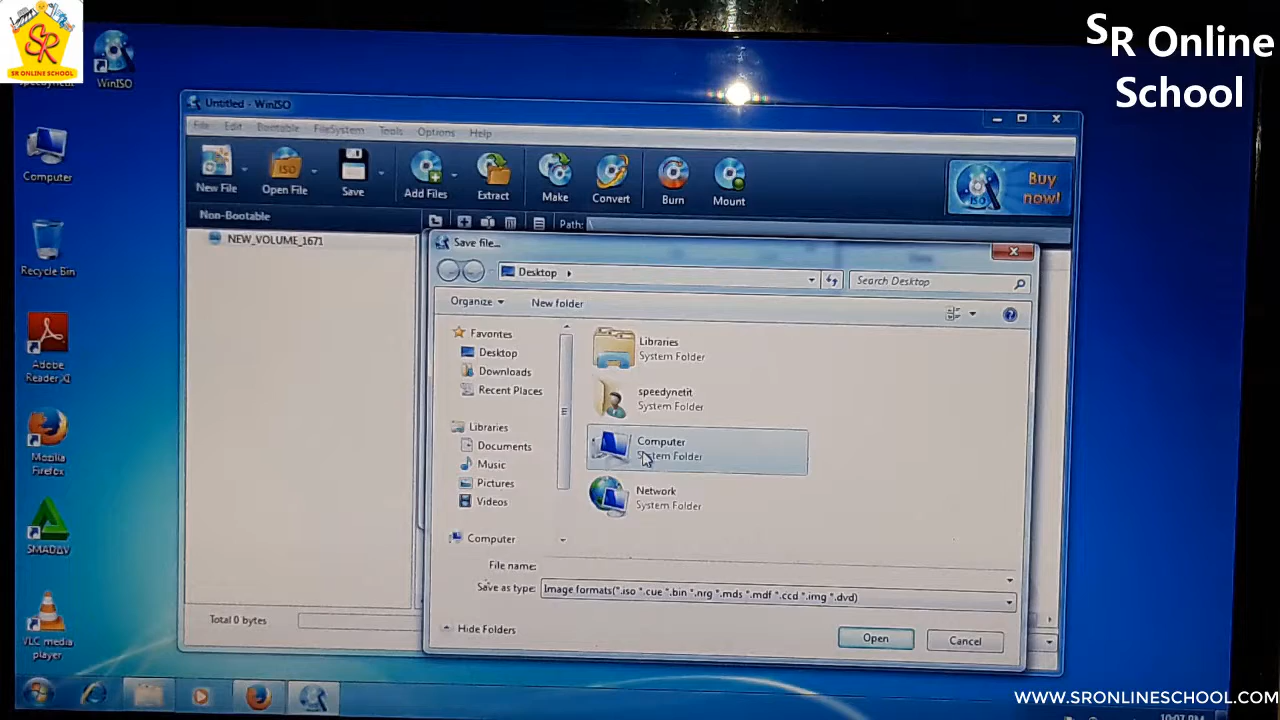 SR
SR ONLINE SCHOOL
SR Online
School
WinISO
Computer
Recycle Bin
Adobe
Reader XI
Mozilla
Firefox
SMADAV
VLC media
player
Untitled - WinISO
File Edit Bootable FileSystem Tools Options Help
New File
ISO
Open File
Save
Add Files
Extract
Make
Convert
Burn
Mount
ISO
Buy
now!
Non-Bootable
Path: \
NEW_VOLUME_1671
Total 0 bytes
Save file...
Desktop
Search Desktop
Organize
New folder
Favorites
Desktop
Downloads
Recent Places
Libraries
Documents
Music
Pictures
Videos
Computer
Libraries
System Folder
speedynetit
System Folder
Computer
System Folder
Network
System Folder
File name:
Save as type: Image formats(*.iso *.cue *.bin *.nrg *.mds *.mdf *.ccd *.img *.dvd)
Hide Folders
Open
Cancel
WWW.SRONLINESCHOOL.COM